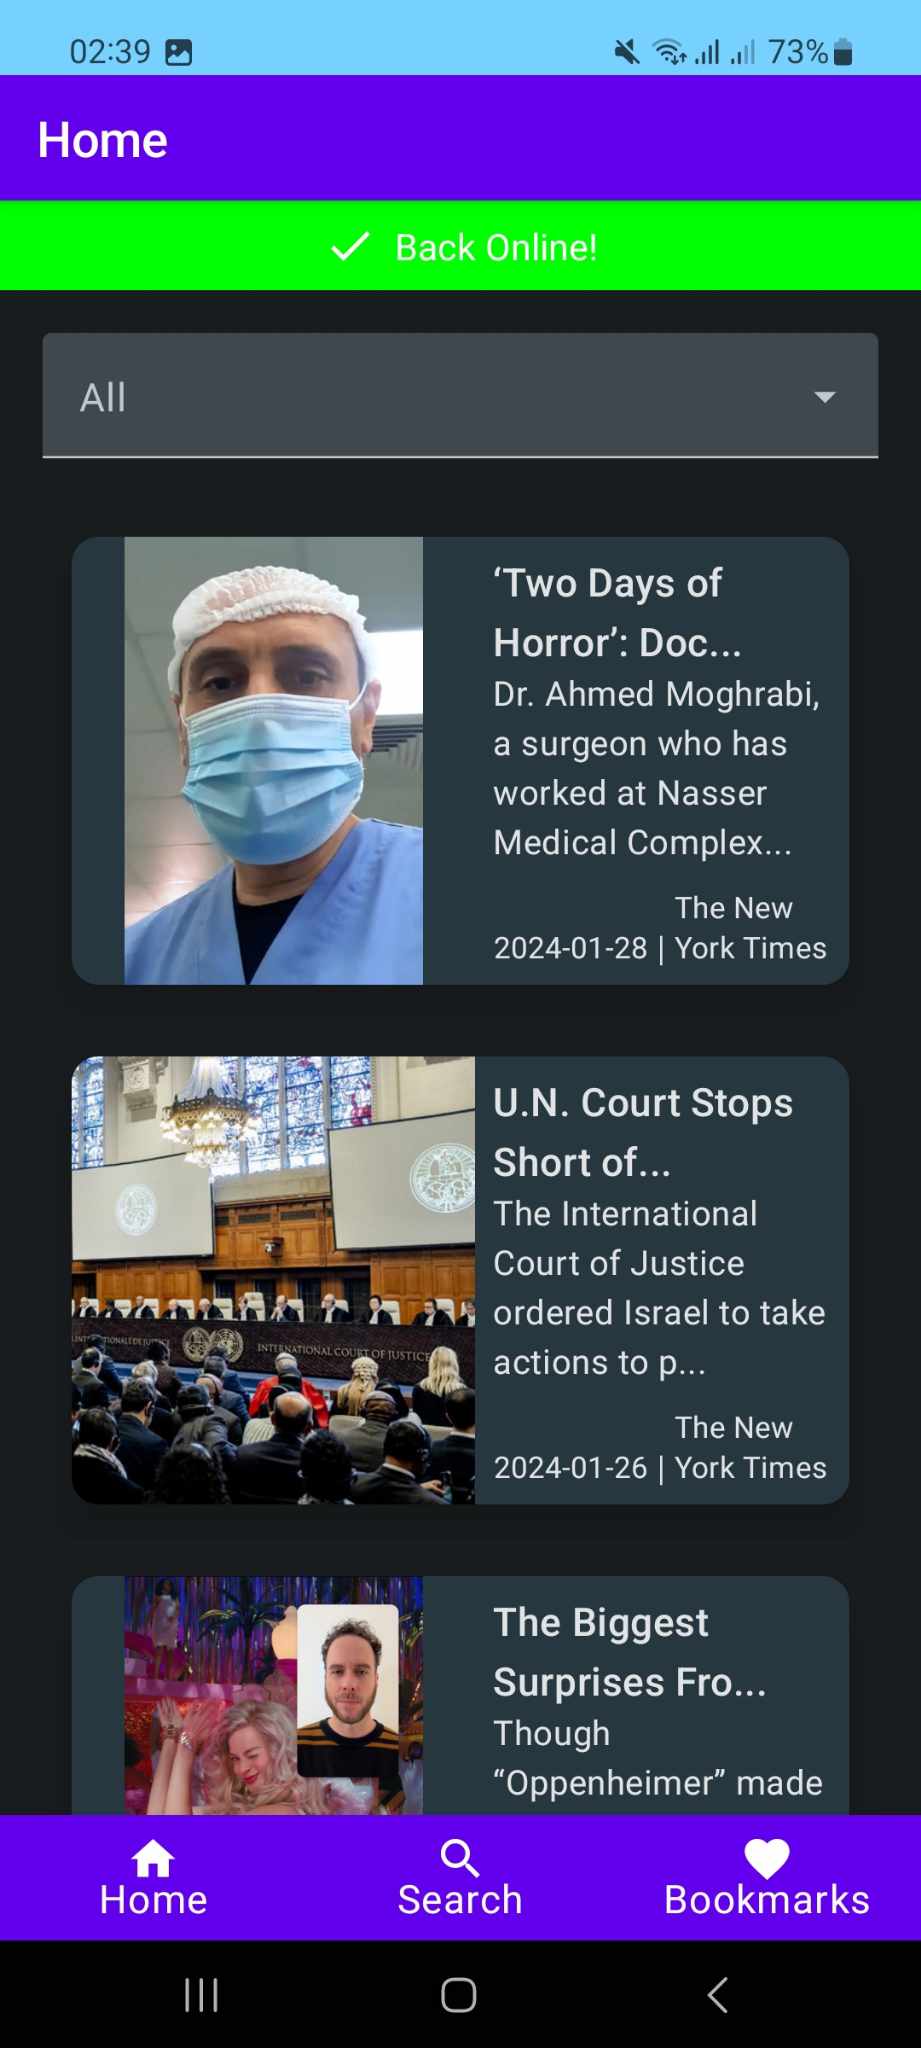 02:39
73%
Home
Back Online!
All
‘Two Days of
Horror’: Doc...
Dr. Ahmed Moghrabi,
a surgeon who has
worked at Nasser
Medical Complex...
The New
2024-01-28 | York Times
U.N. Court Stops
Short of...
The International
Court of Justice
ordered Israel to take
actions to p...
INTERNATIONAL COURT OF JUSTICE
The New
2024-01-26 | York Times
The Biggest
Surprises Fro...
Though
“Oppenheimer” made
Home
Search
Bookmarks